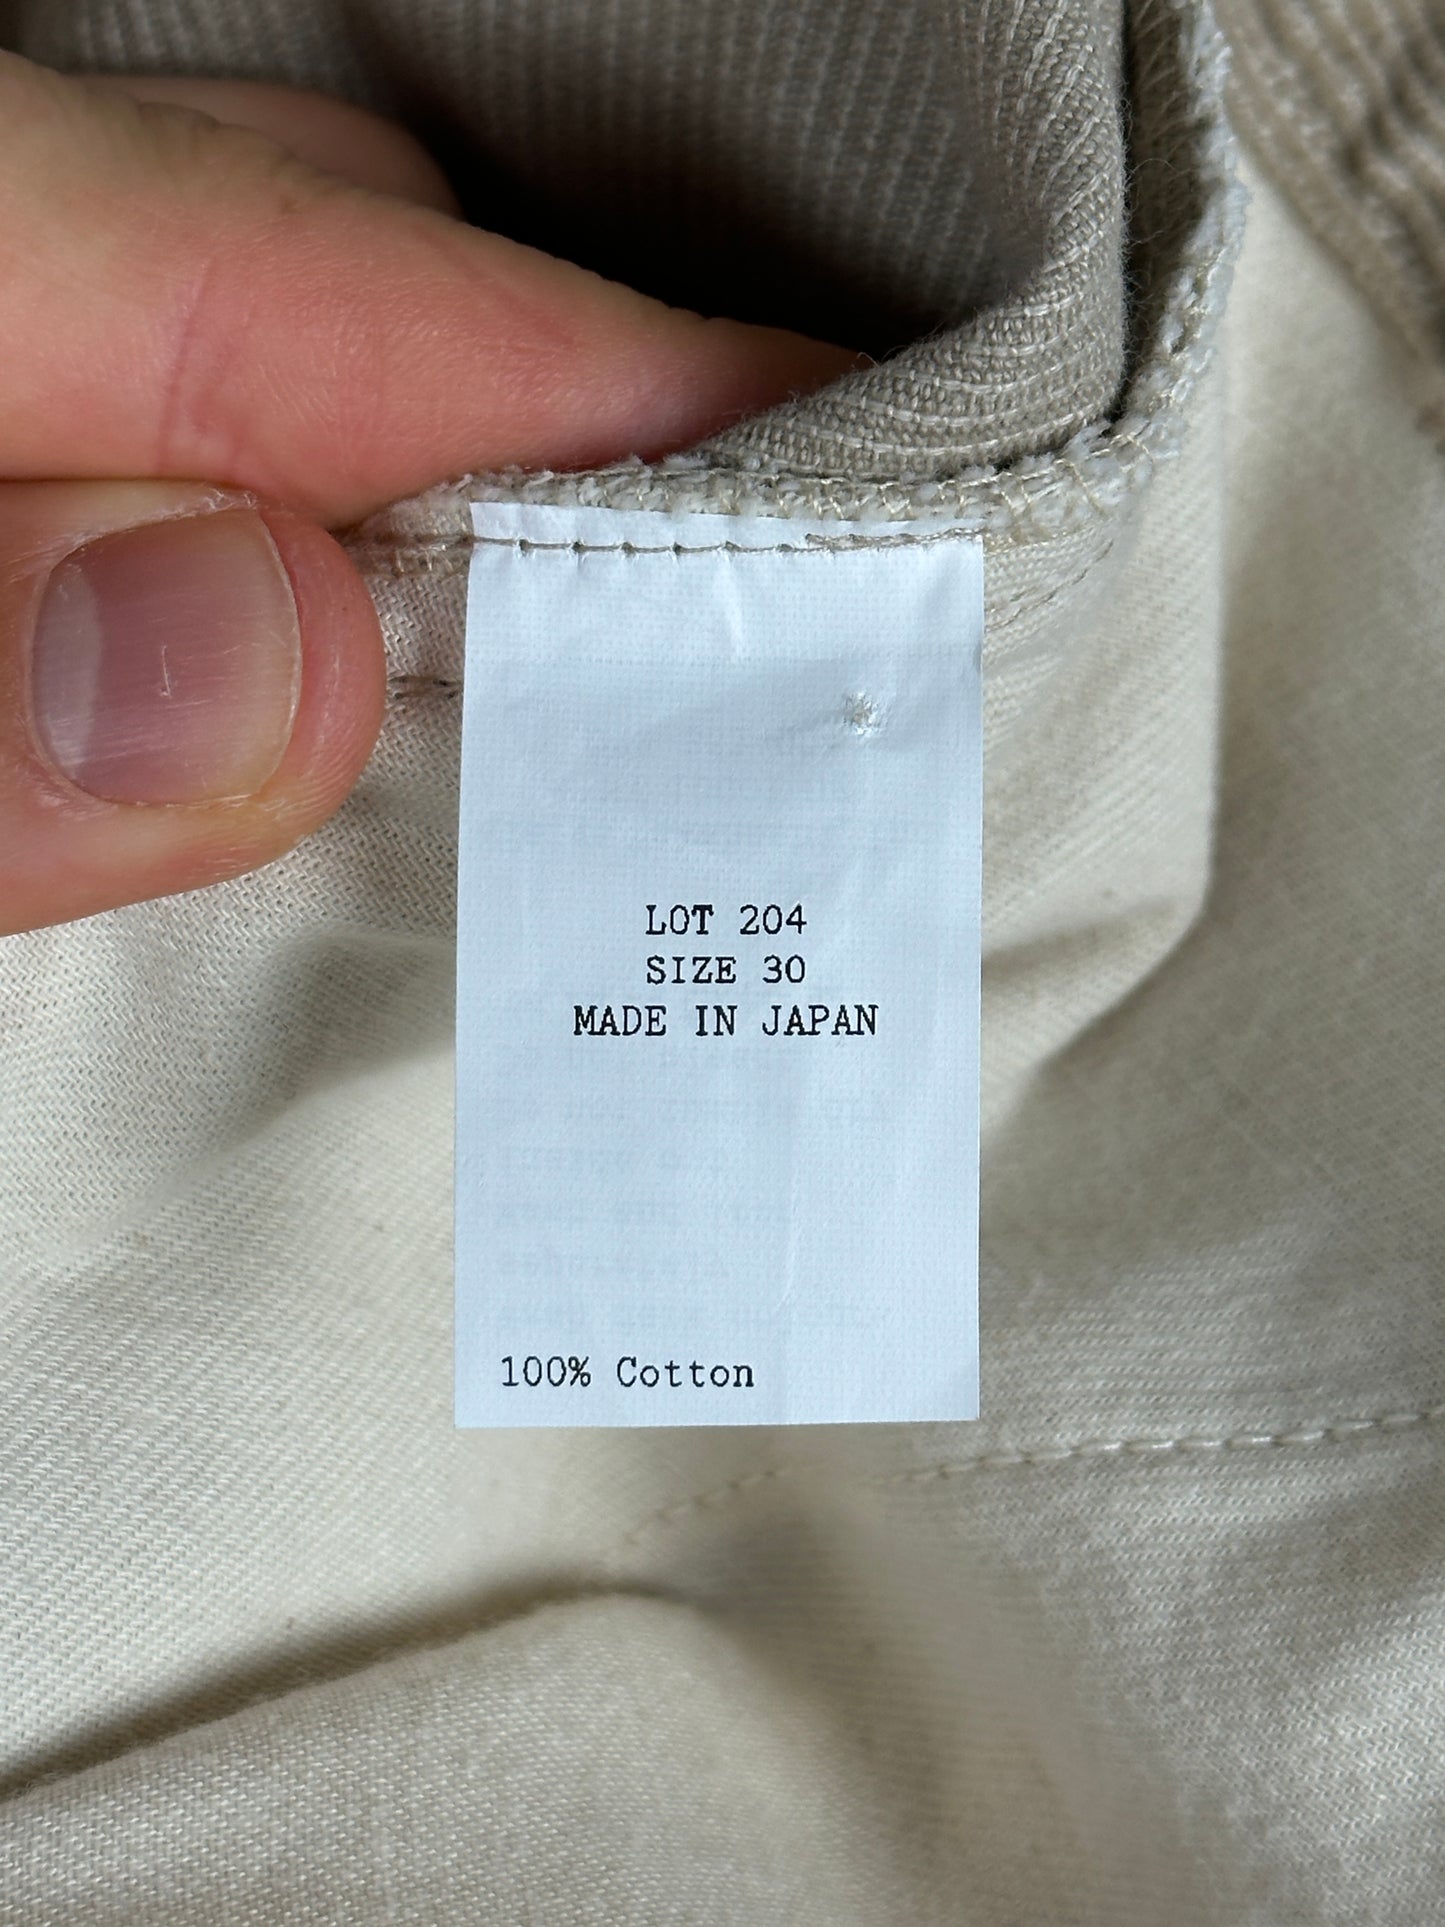 LOT 204
SIZE 30
MADE IN JAPAN
100% Cotton